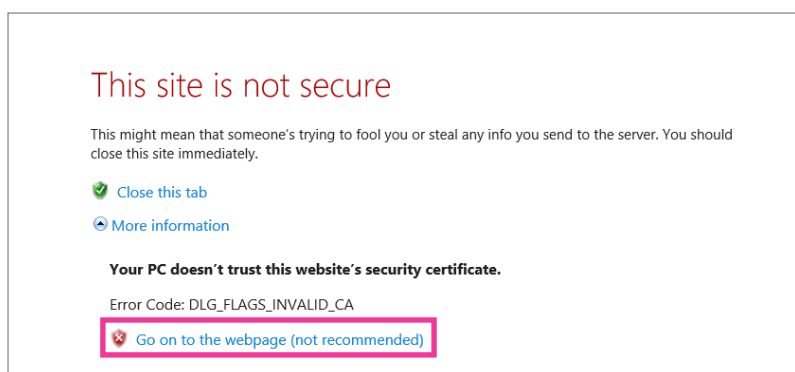 This site is not secure
This might mean that someone's trying to fool you or steal any info you send to the server. You should
close this site immediately.
Close this tab
More information
Your PC doesn't trust this website's security certificate.
Error Code: DLG_FLAGS_INVALID_CA
Go on to the webpage (not recommended)